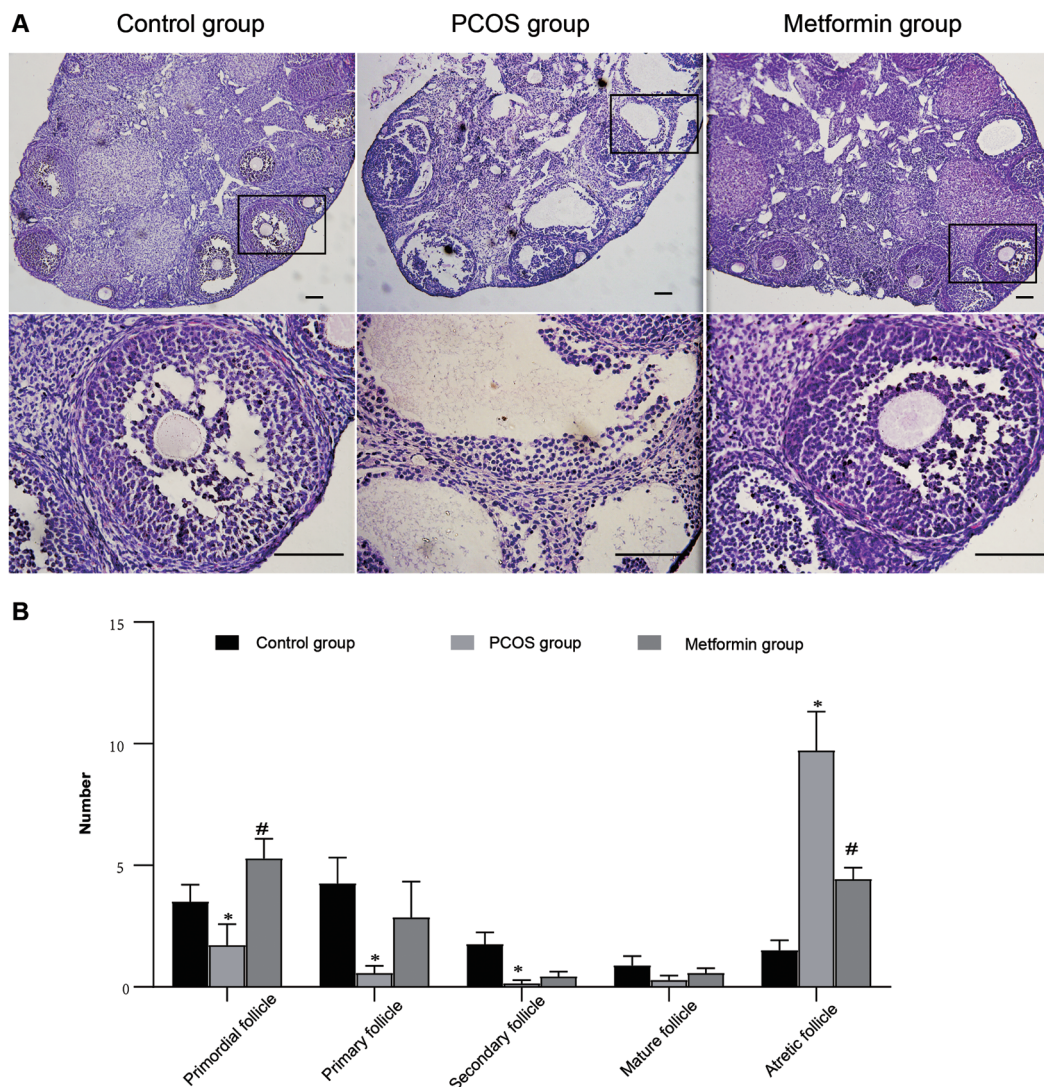 A
Control group
PCOS group
Metformin group
B
15
10
5
0
Number
Control group
PCOS group
Metformin group
*
#
*
*
*
#
Primordial follicle
Primary follicle
Secondary follicle
Mature follicle
Atretic follicle